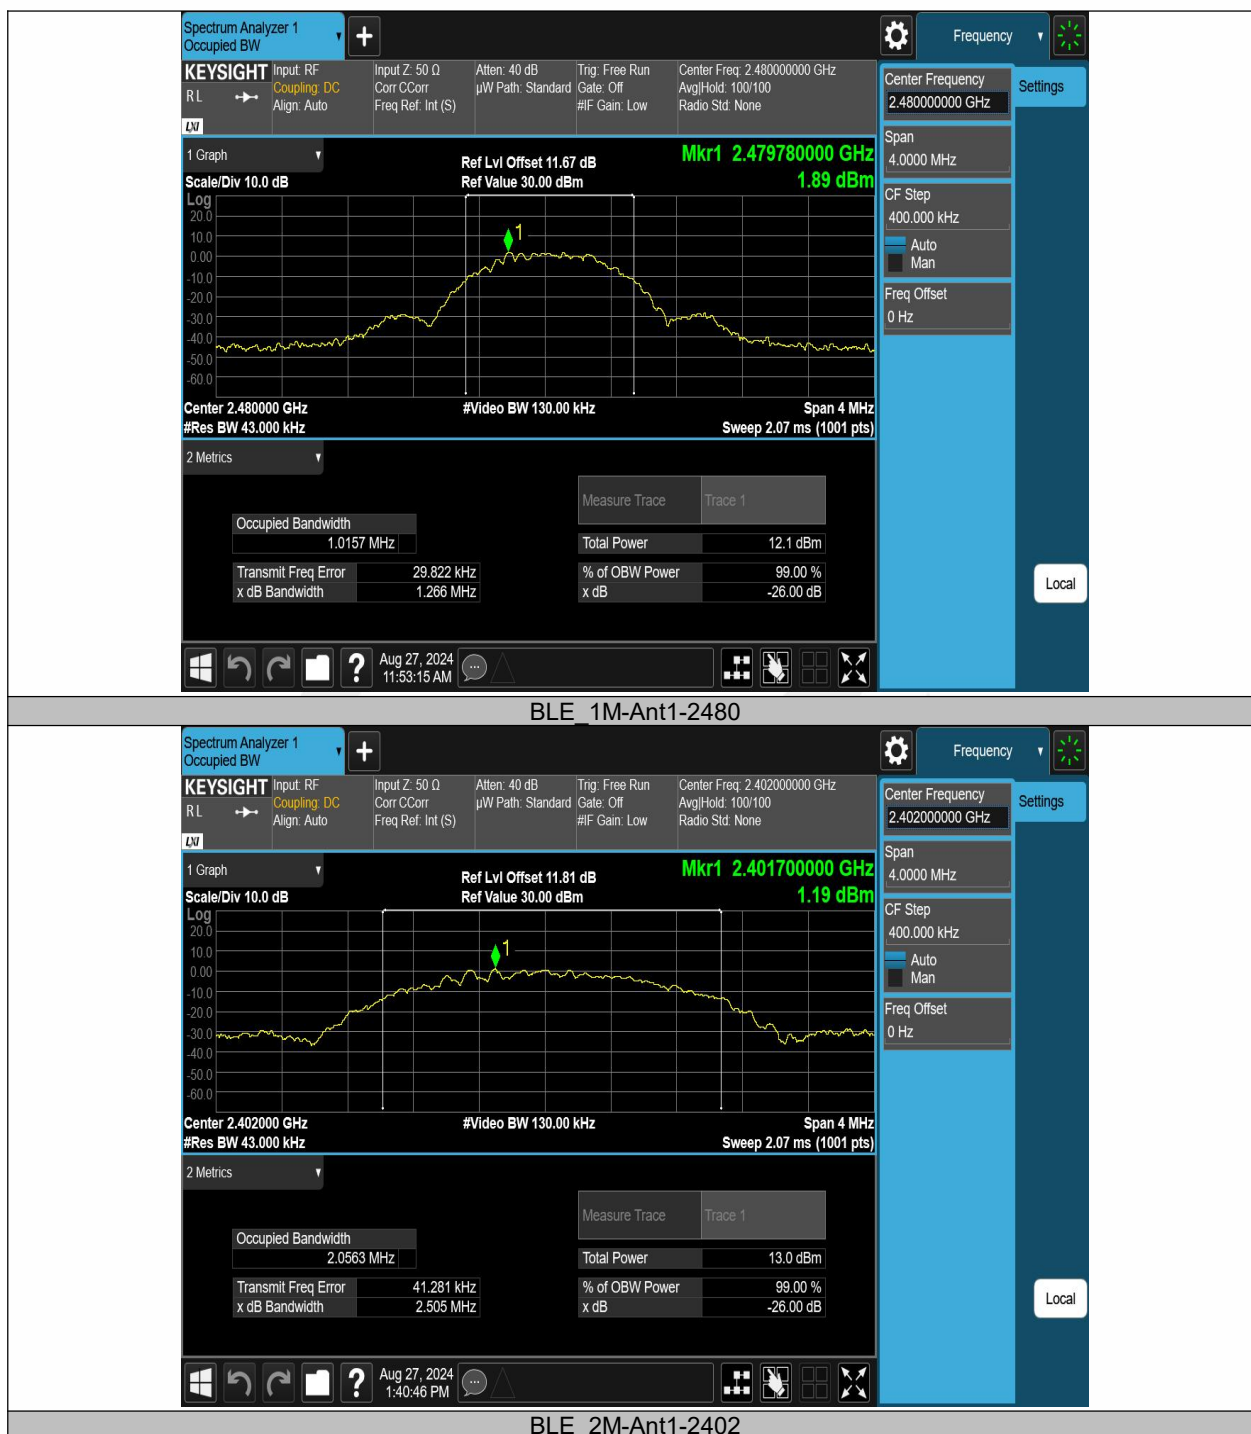 Spectrum Analyzer 1
Occupied BW
Frequency
KEYSIGHT
RL
LXI
Input: RF
Coupling: DC
Align: Auto
Input Z: 50 Ω
Corr CCorr
Freq Ref: Int (S)
Atten: 40 dB
µW Path: Standard
Trig: Free Run
Gate: Off
#IF Gain: Low
Center Freq: 2.480000000 GHz
Avg|Hold: 100/100
Radio Std: None
Center Frequency
2.480000000 GHz
Settings
Span
4.0000 MHz
CF Step
400.000 kHz
Auto
Man
Freq Offset
0 Hz
Local
1 Graph
Scale/Div 10.0 dB
Ref Lvl Offset 11.67 dB
Ref Value 30.00 dBm
Mkr1 2.479780000 GHz
1.89 dBm
Log
20.0
10.0
0.00
-10.0
-20.0
-30.0
-40.0
-50.0
-60.0
1
Center 2.480000 GHz
#Video BW 130.00 kHz
Span 4 MHz
#Res BW 43.000 kHz
Sweep 2.07 ms (1001 pts)
2 Metrics
Measure Trace Trace 1
Occupied Bandwidth
1.0157 MHz
Total Power 12.1 dBm
Transmit Freq Error 29.822 kHz
% of OBW Power 99.00 %
x dB Bandwidth 1.266 MHz
x dB -26.00 dB
Aug 27, 2024
11:53:15 AM
BLE_1M-Ant1-2480
Spectrum Analyzer 1
Occupied BW
Frequency
KEYSIGHT
RL
LXI
Input: RF
Coupling: DC
Align: Auto
Input Z: 50 Ω
Corr CCorr
Freq Ref: Int (S)
Atten: 40 dB
µW Path: Standard
Trig: Free Run
Gate: Off
#IF Gain: Low
Center Freq: 2.402000000 GHz
Avg|Hold: 100/100
Radio Std: None
Center Frequency
2.402000000 GHz
Settings
Span
4.0000 MHz
CF Step
400.000 kHz
Auto
Man
Freq Offset
0 Hz
Local
1 Graph
Scale/Div 10.0 dB
Ref Lvl Offset 11.81 dB
Ref Value 30.00 dBm
Mkr1 2.401700000 GHz
1.19 dBm
Log
20.0
10.0
0.00
-10.0
-20.0
-30.0
-40.0
-50.0
-60.0
1
Center 2.402000 GHz
#Video BW 130.00 kHz
Span 4 MHz
#Res BW 43.000 kHz
Sweep 2.07 ms (1001 pts)
2 Metrics
Measure Trace Trace 1
Occupied Bandwidth
2.0563 MHz
Total Power 13.0 dBm
Transmit Freq Error 41.281 kHz
% of OBW Power 99.00 %
x dB Bandwidth 2.505 MHz
x dB -26.00 dB
Aug 27, 2024
1:40:46 PM
BLE_2M-Ant1-2402